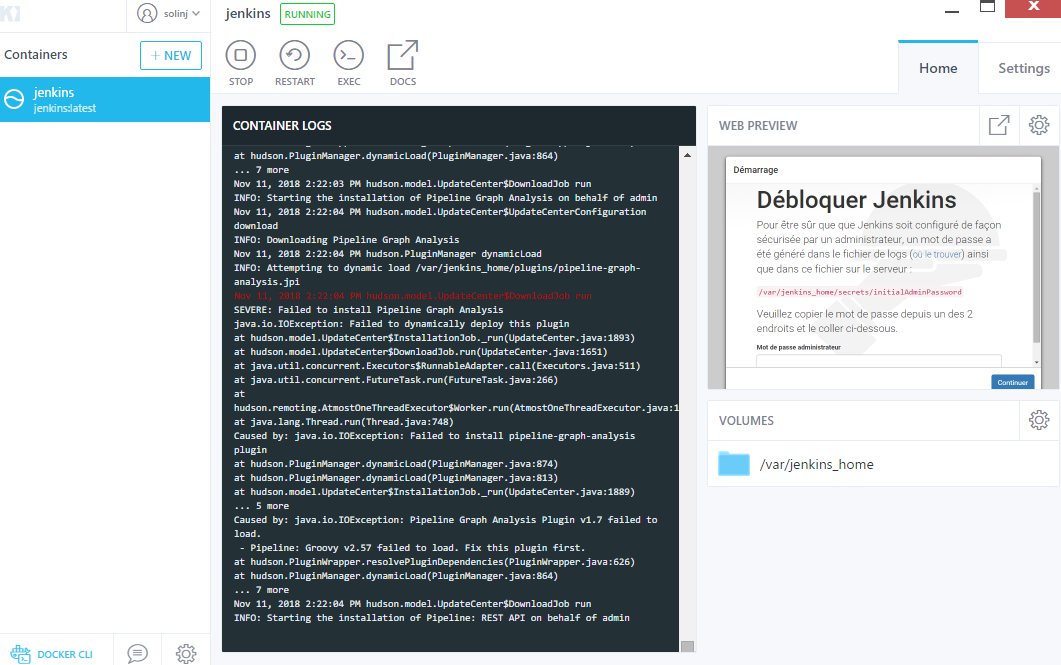 solinj
jenkins RUNNING
Containers
+ NEW
jenkins
jenkins:latest
STOP RESTART EXEC DOCS
Home Settings
CONTAINER LOGS
at hudson.PluginManager.dynamicLoad(PluginManager.java:864)
... 7 more
Nov 11, 2018 2:22:03 PM hudson.model.UpdateCenter$DownloadJob run
INFO: Starting the installation of Pipeline Graph Analysis on behalf of admin
Nov 11, 2018 2:22:04 PM hudson.model.UpdateCenter$UpdateCenterConfiguration
download
INFO: Downloading Pipeline Graph Analysis
Nov 11, 2018 2:22:04 PM hudson.PluginManager dynamicLoad
INFO: Attempting to dynamic load /var/jenkins_home/plugins/pipeline-graph-
analysis.jpi
Nov 11, 2018 2:22:04 PM hudson.model.UpdateCenter$DownloadJob run
SEVERE: Failed to install Pipeline Graph Analysis
java.io.IOException: Failed to dynamically deploy this plugin
at hudson.model.UpdateCenter$InstallationJob._run(UpdateCenter.java:1893)
at hudson.model.UpdateCenter$DownloadJob.run(UpdateCenter.java:1651)
at java.util.concurrent.Executors$RunnableAdapter.call(Executors.java:511)
at java.util.concurrent.FutureTask.run(FutureTask.java:266)
at
hudson.remoting.AtmostOneThreadExecutor$Worker.run(AtmostOneThreadExecutor.java:1
at java.lang.Thread.run(Thread.java:748)
Caused by: java.io.IOException: Failed to install pipeline-graph-analysis
plugin
at hudson.PluginManager.dynamicLoad(PluginManager.java:874)
at hudson.PluginManager.dynamicLoad(PluginManager.java:813)
at hudson.model.UpdateCenter$InstallationJob._run(UpdateCenter.java:1889)
... 5 more
Caused by: java.io.IOException: Pipeline Graph Analysis Plugin v1.7 failed to
load.
- Pipeline: Groovy v2.57 failed to load. Fix this plugin first.
at hudson.PluginWrapper.resolvePluginDependencies(PluginWrapper.java:626)
at hudson.PluginManager.dynamicLoad(PluginManager.java:864)
... 7 more
Nov 11, 2018 2:22:04 PM hudson.model.UpdateCenter$DownloadJob run
INFO: Starting the installation of Pipeline: REST API on behalf of admin
WEB PREVIEW
Démarrage
Débloquer Jenkins
Pour être sûr que que Jenkins soit configuré de façon
sécurisée par un administrateur, un mot de passe a
été généré dans le fichier de logs (où le trouver) ainsi
que dans ce fichier sur le serveur :
/var/jenkins_home/secrets/initialAdminPassword
Veuillez copier le mot de passe depuis un des 2
endroits et le coller ci-dessous.
Mot de passe administrateur
Continuer
VOLUMES
/var/jenkins_home
DOCKER CLI